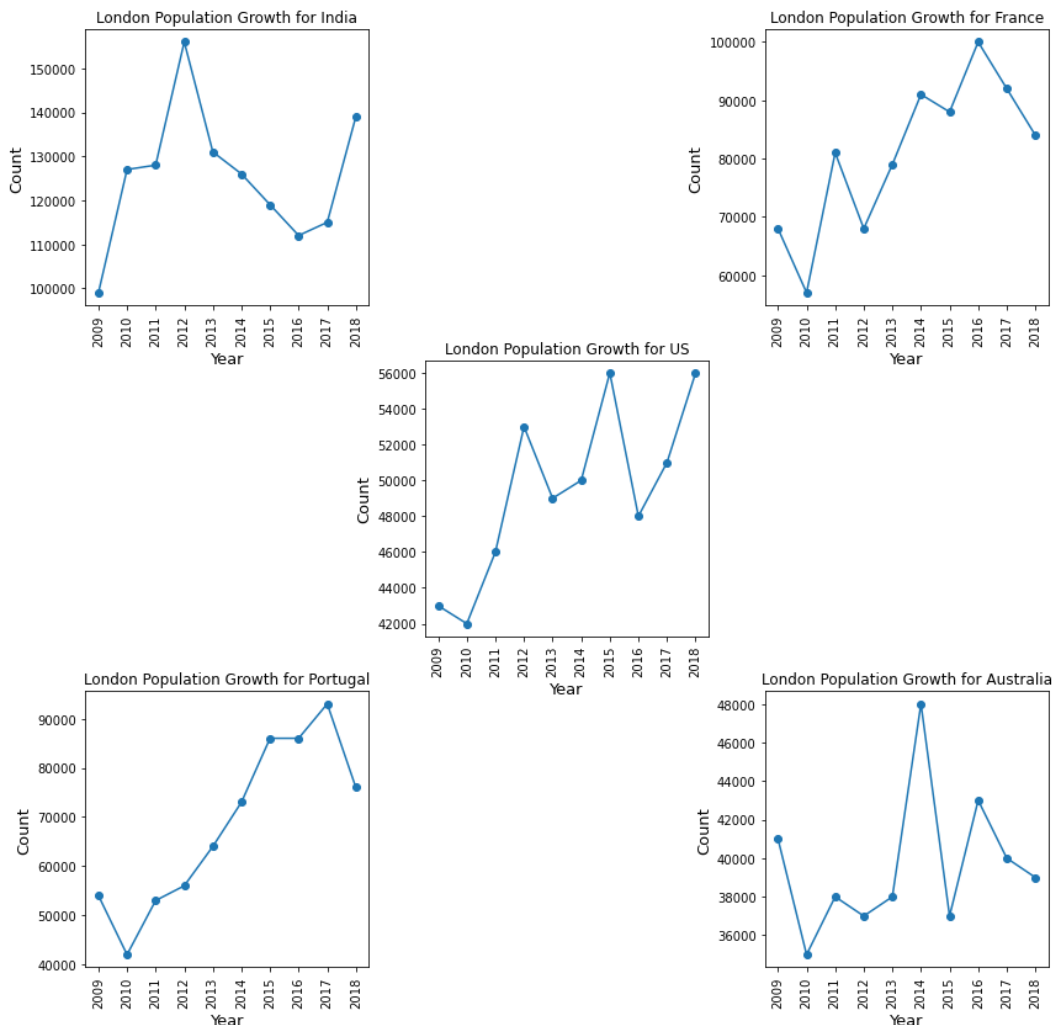 London Population Growth for India
150000
140000
130000
120000
110000
100000
Count
2009 2010 2011 2012 2013 2014 2015 2016 2017 2018
Year
London Population Growth for France
100000
90000
80000
70000
60000
Count
2009 2010 2011 2012 2013 2014 2015 2016 2017 2018
Year
London Population Growth for US
56000
54000
52000
50000
48000
46000
44000
42000
Count
2009 2010 2011 2012 2013 2014 2015 2016 2017 2018
Year
London Population Growth for Portugal
90000
80000
70000
60000
50000
40000
Count
2009 2010 2011 2012 2013 2014 2015 2016 2017 2018
Year
London Population Growth for Australia
48000
46000
44000
42000
40000
38000
36000
Count
2009 2010 2011 2012 2013 2014 2015 2016 2017 2018
Year